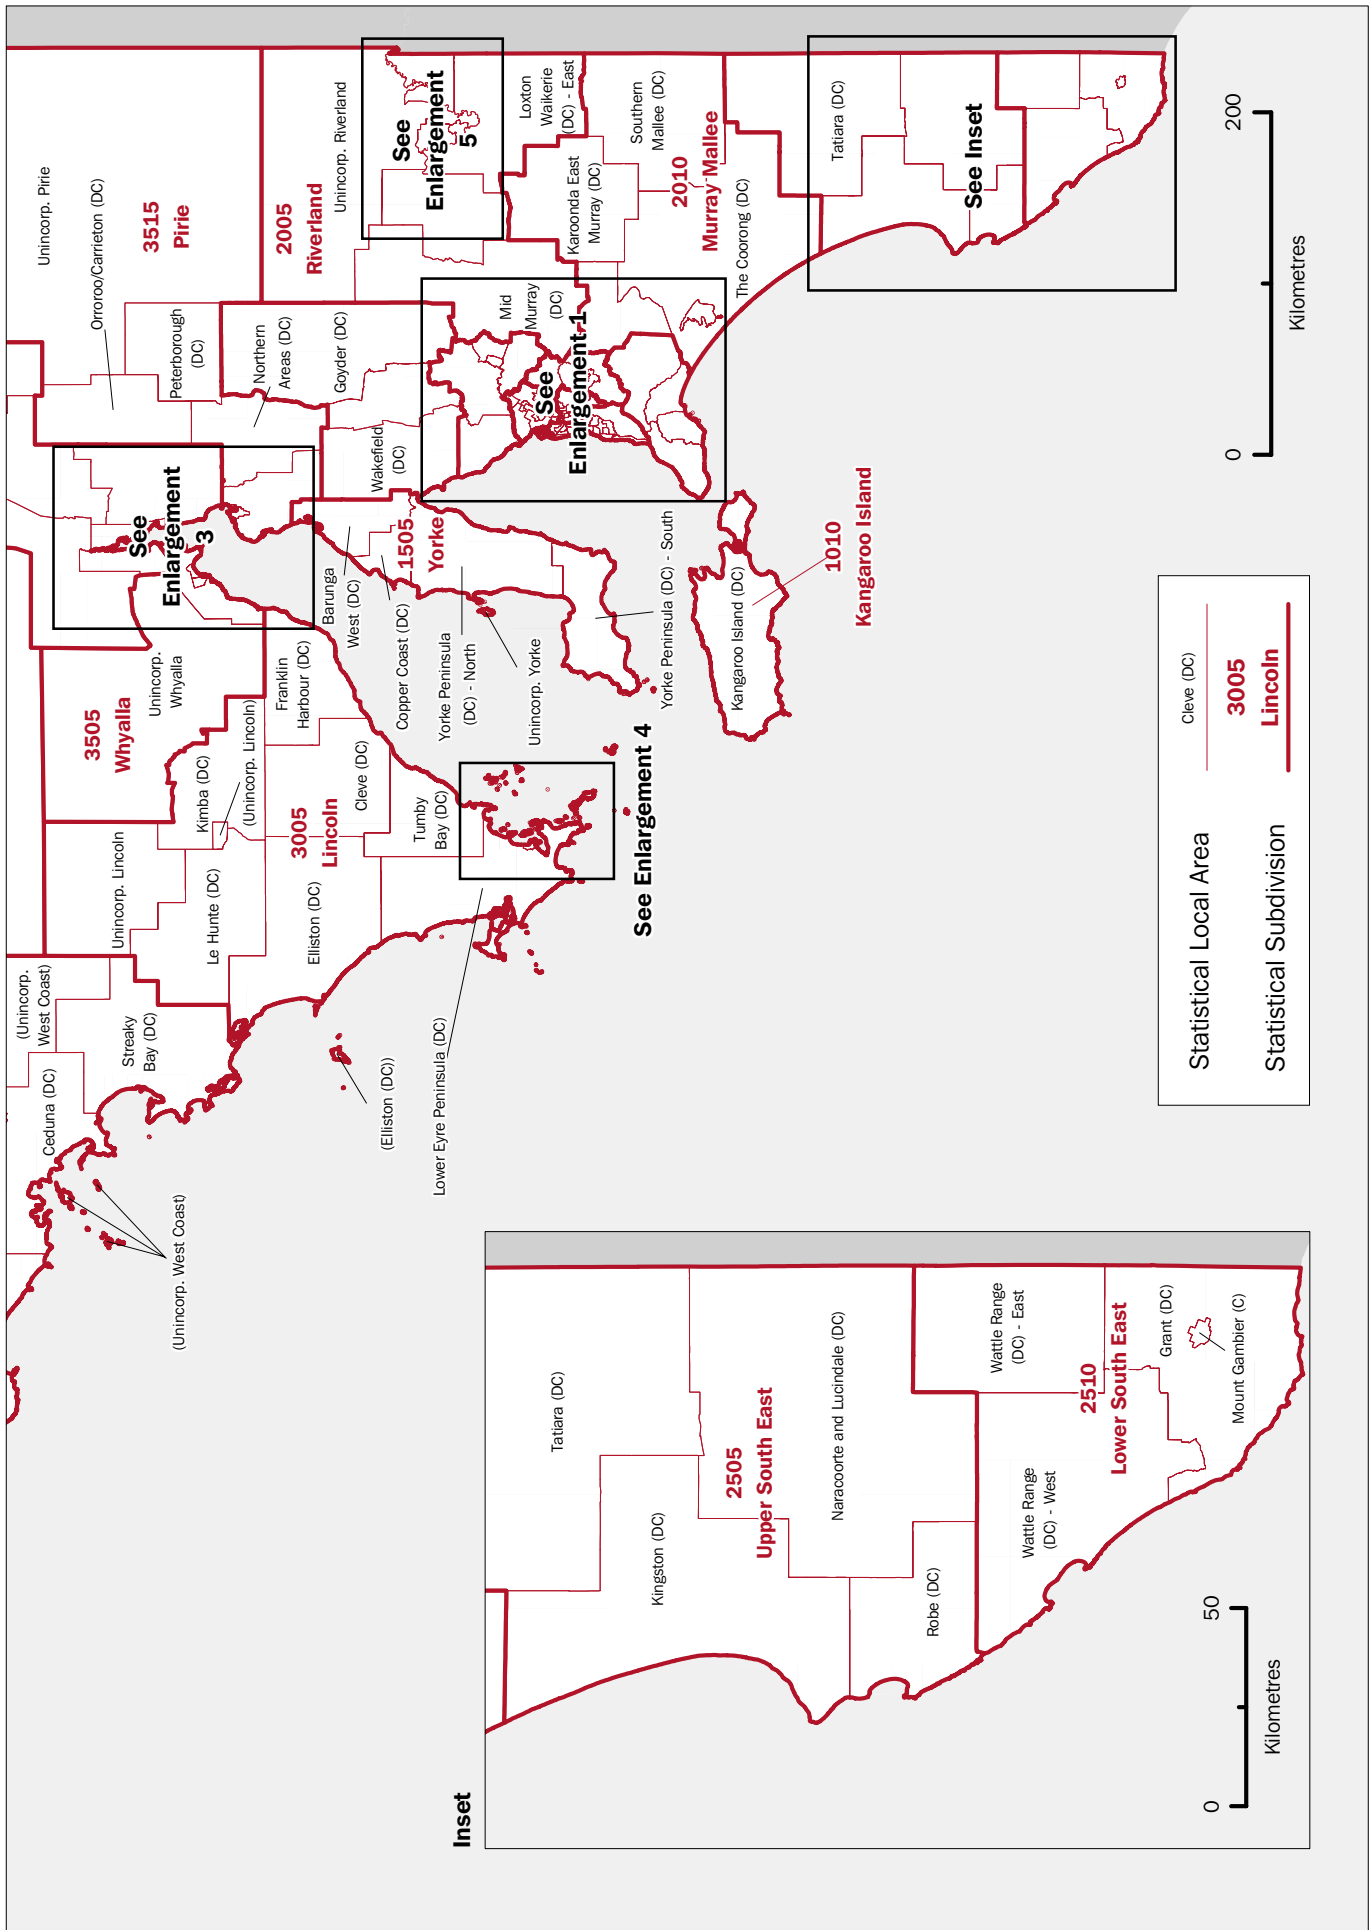 (Unincorp.
West Coast)
Ceduna (DC)
Streaky
Bay (DC)
(Unincorp. West Coast)
Unincorp. Lincoln
Le Hunte (DC)
Kimba (DC)
(Unincorp. Lincoln)
Elliston (DC)
3005
Lincoln
Cleve (DC)
Franklin
Harbour (DC)
Tumby
Bay (DC)
(Elliston (DC))
Lower Eyre Peninsula (DC)
See Enlargement 4
3505
Whyalla
Unincorp.
Whyalla
See
Enlargement
3
Unincorp. Pirie
Orroroo/Carrieton (DC)
3515
Pirie
Peterborough
(DC)
Northern
Areas (DC)
Goyder (DC)
Wakefield
(DC)
Barunga
West (DC)
Copper Coast (DC)
1505
Yorke
Yorke Peninsula
(DC) - North
Unincorp. Yorke
Yorke Peninsula (DC) - South
Kangaroo Island (DC)
1010
Kangaroo Island
2005
Riverland
Unincorp. Riverland
See
Enlargement
5
Loxton
Waikerie
(DC) - East
Mid
Murray
(DC)
See
Enlargement 1
Karoonda East
Murray (DC)
Southern
Mallee (DC)
2010
Murray Mallee
The Coorong (DC)
Tatiara (DC)
See Inset
0
200
Kilometres
Inset
Tatiara (DC)
Kingston (DC)
2505
Upper South East
Naracoorte and Lucindale (DC)
Robe (DC)
Wattle Range
(DC) - East
Wattle Range
(DC) - West
2510
Lower South East
Grant (DC)
Mount Gambier (C)
0
50
Kilometres
Statistical Local Area
Cleve (DC)
Statistical Subdivision
3005
Lincoln